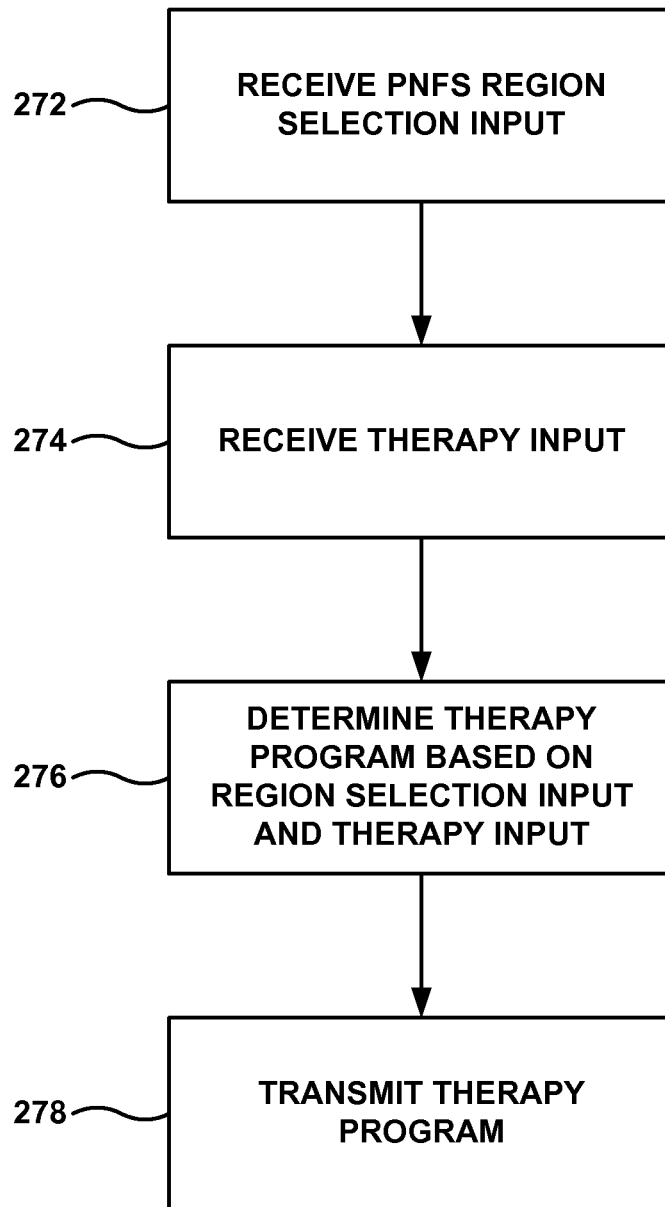 272
RECEIVE PNFS REGION
SELECTION INPUT
274
RECEIVE THERAPY INPUT
276
DETERMINE THERAPY
PROGRAM BASED ON
REGION SELECTION INPUT
AND THERAPY INPUT
278
TRANSMIT THERAPY
PROGRAM